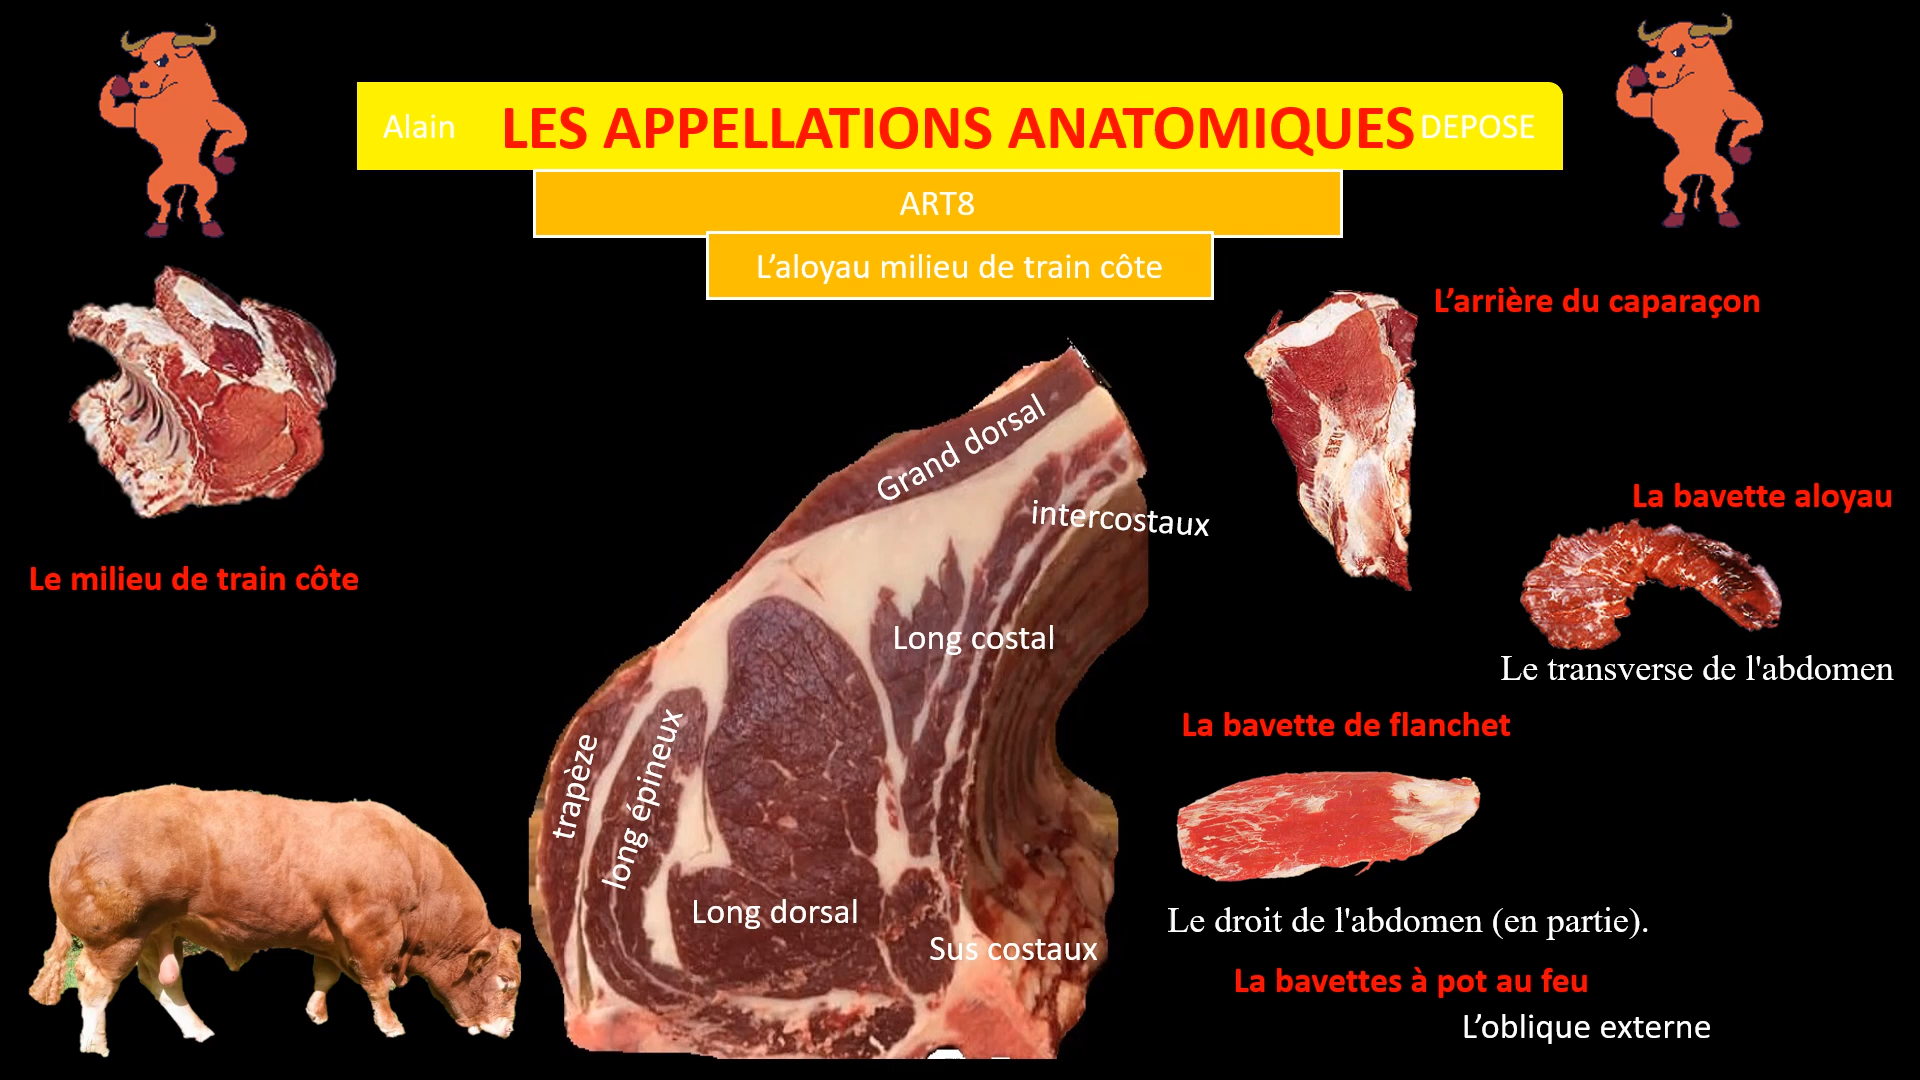 Alain LES APPELLATIONS ANATOMIQUES DEPOSE
ART8
L’aloyau milieu de train côte
L’arrière du caparaçon
Grand dorsal
La bavette aloyau
intercostaux
Le milieu de train côte
Long costal
Le transverse de l'abdomen
La bavette de flanchet
trapèze
long épineux
Long dorsal
Le droit de l'abdomen (en partie).
Sus costaux
La bavettes à pot au feu
L’oblique externe